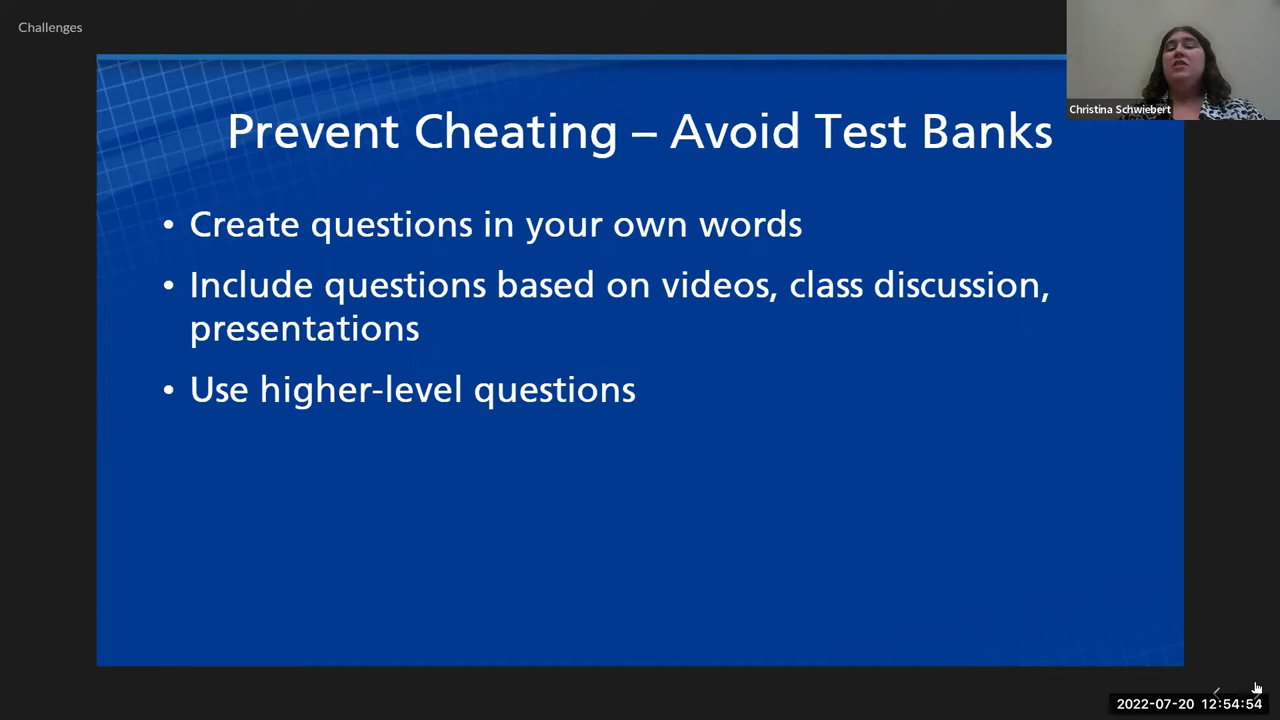 Challenges
Christina Schwiebert
Prevent Cheating – Avoid Test Banks
• Create questions in your own words
• Include questions based on videos, class discussion,
presentations
• Use higher-level questions
2022-07-20 12:54:54